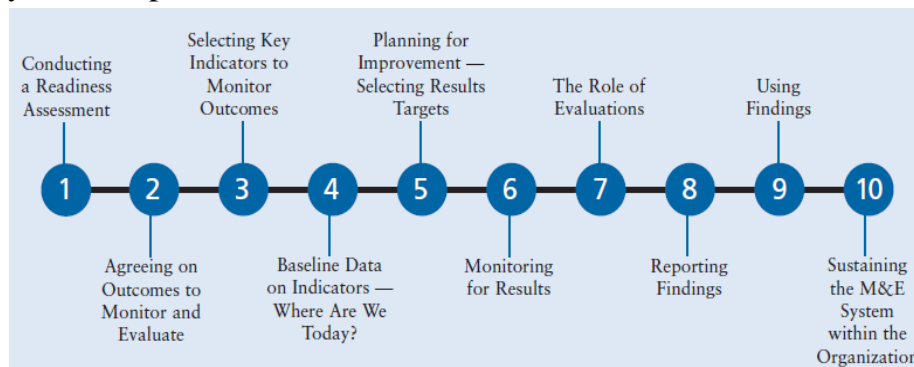 Conducting
a Readiness
Assessment
Selecting Key
Indicators to
Monitor
Outcomes
Planning for
Improvement —
Selecting Results
Targets
The Role of
Evaluations
Using
Findings
1 2 3 4 5 6 7 8 9 10
Agreeing on
Outcomes to
Monitor and
Evaluate
Baseline Data
on Indicators —
Where Are We
Today?
Monitoring
for Results
Reporting
Findings
Sustaining
the M&E
System
within the
Organization